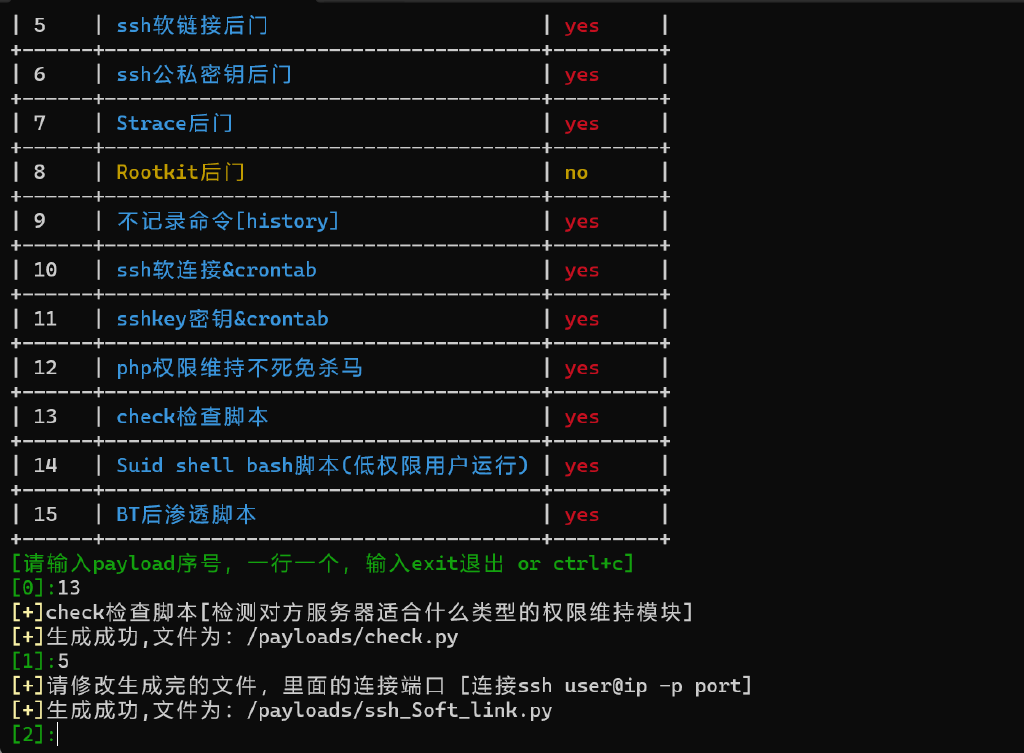 | 5 | ssh软链接后门 | yes |
| 6 | ssh公私密钥后门 | yes |
| 7 | Strace后门 | yes |
| 8 | Rootkit后门 | no |
| 9 | 不记录命令[history] | yes |
| 10 | ssh软连接&crontab | yes |
| 11 | sshkey密钥&crontab | yes |
| 12 | php权限维持不死免杀马 | yes |
| 13 | check检查脚本 | yes |
| 14 | Suid shell bash脚本(低权限用户运行) | yes |
| 15 | BT后渗透脚本 | yes |
[请输入payload序号, 一行一个, 输入exit退出 or ctrl+c]
[0]:13
[+]check检查脚本[检测对方服务器适合什么类型的权限维持模块]
[+]生成成功,文件为: /payloads/check.py
[1]:5
[+]请修改生成完的文件, 里面的连接端口 [连接ssh user@ip -p port]
[+]生成成功,文件为: /payloads/ssh_Soft_link.py
[2]: